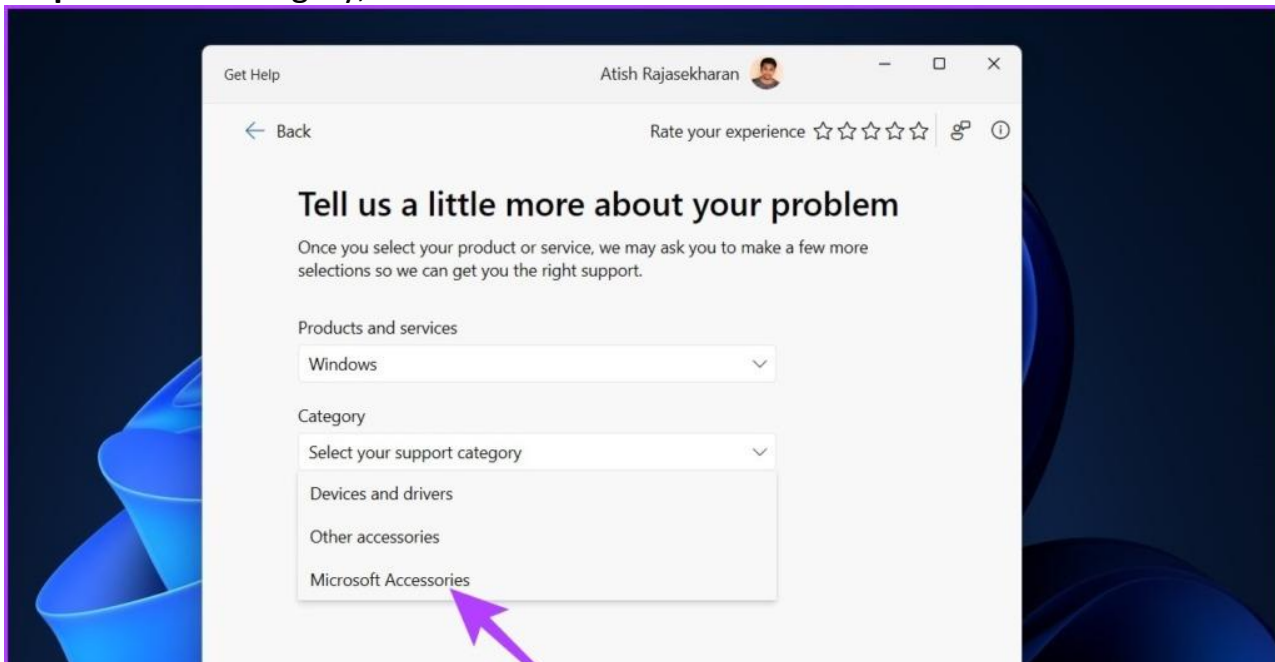 Get Help
Atish Rajasekharan
Back
Rate your experience
Tell us a little more about your problem
Once you select your product or service, we may ask you to make a few more
selections so we can get you the right support.
Products and services
Windows
Category
Select your support category
Devices and drivers
Other accessories
Microsoft Accessories